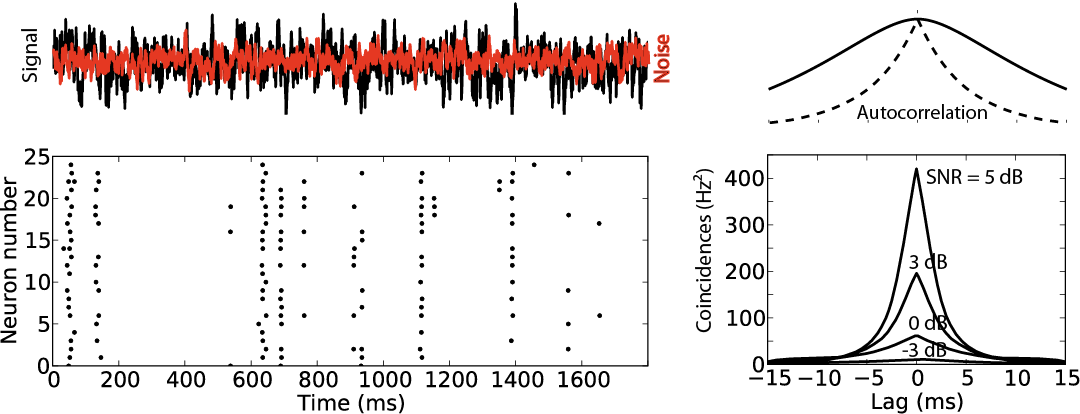 Signal
Noise
25
20
15
10
5
0
Neuron number
0 200 400 600 800 1000 1200 1400 1600
Time (ms)
Autocorrelation
400
300
200
100
0
Coincidences (Hz²)
SNR = 5 dB
3 dB
0 dB
-3 dB
−15 −10 −5 0 5 10 15
Lag (ms)